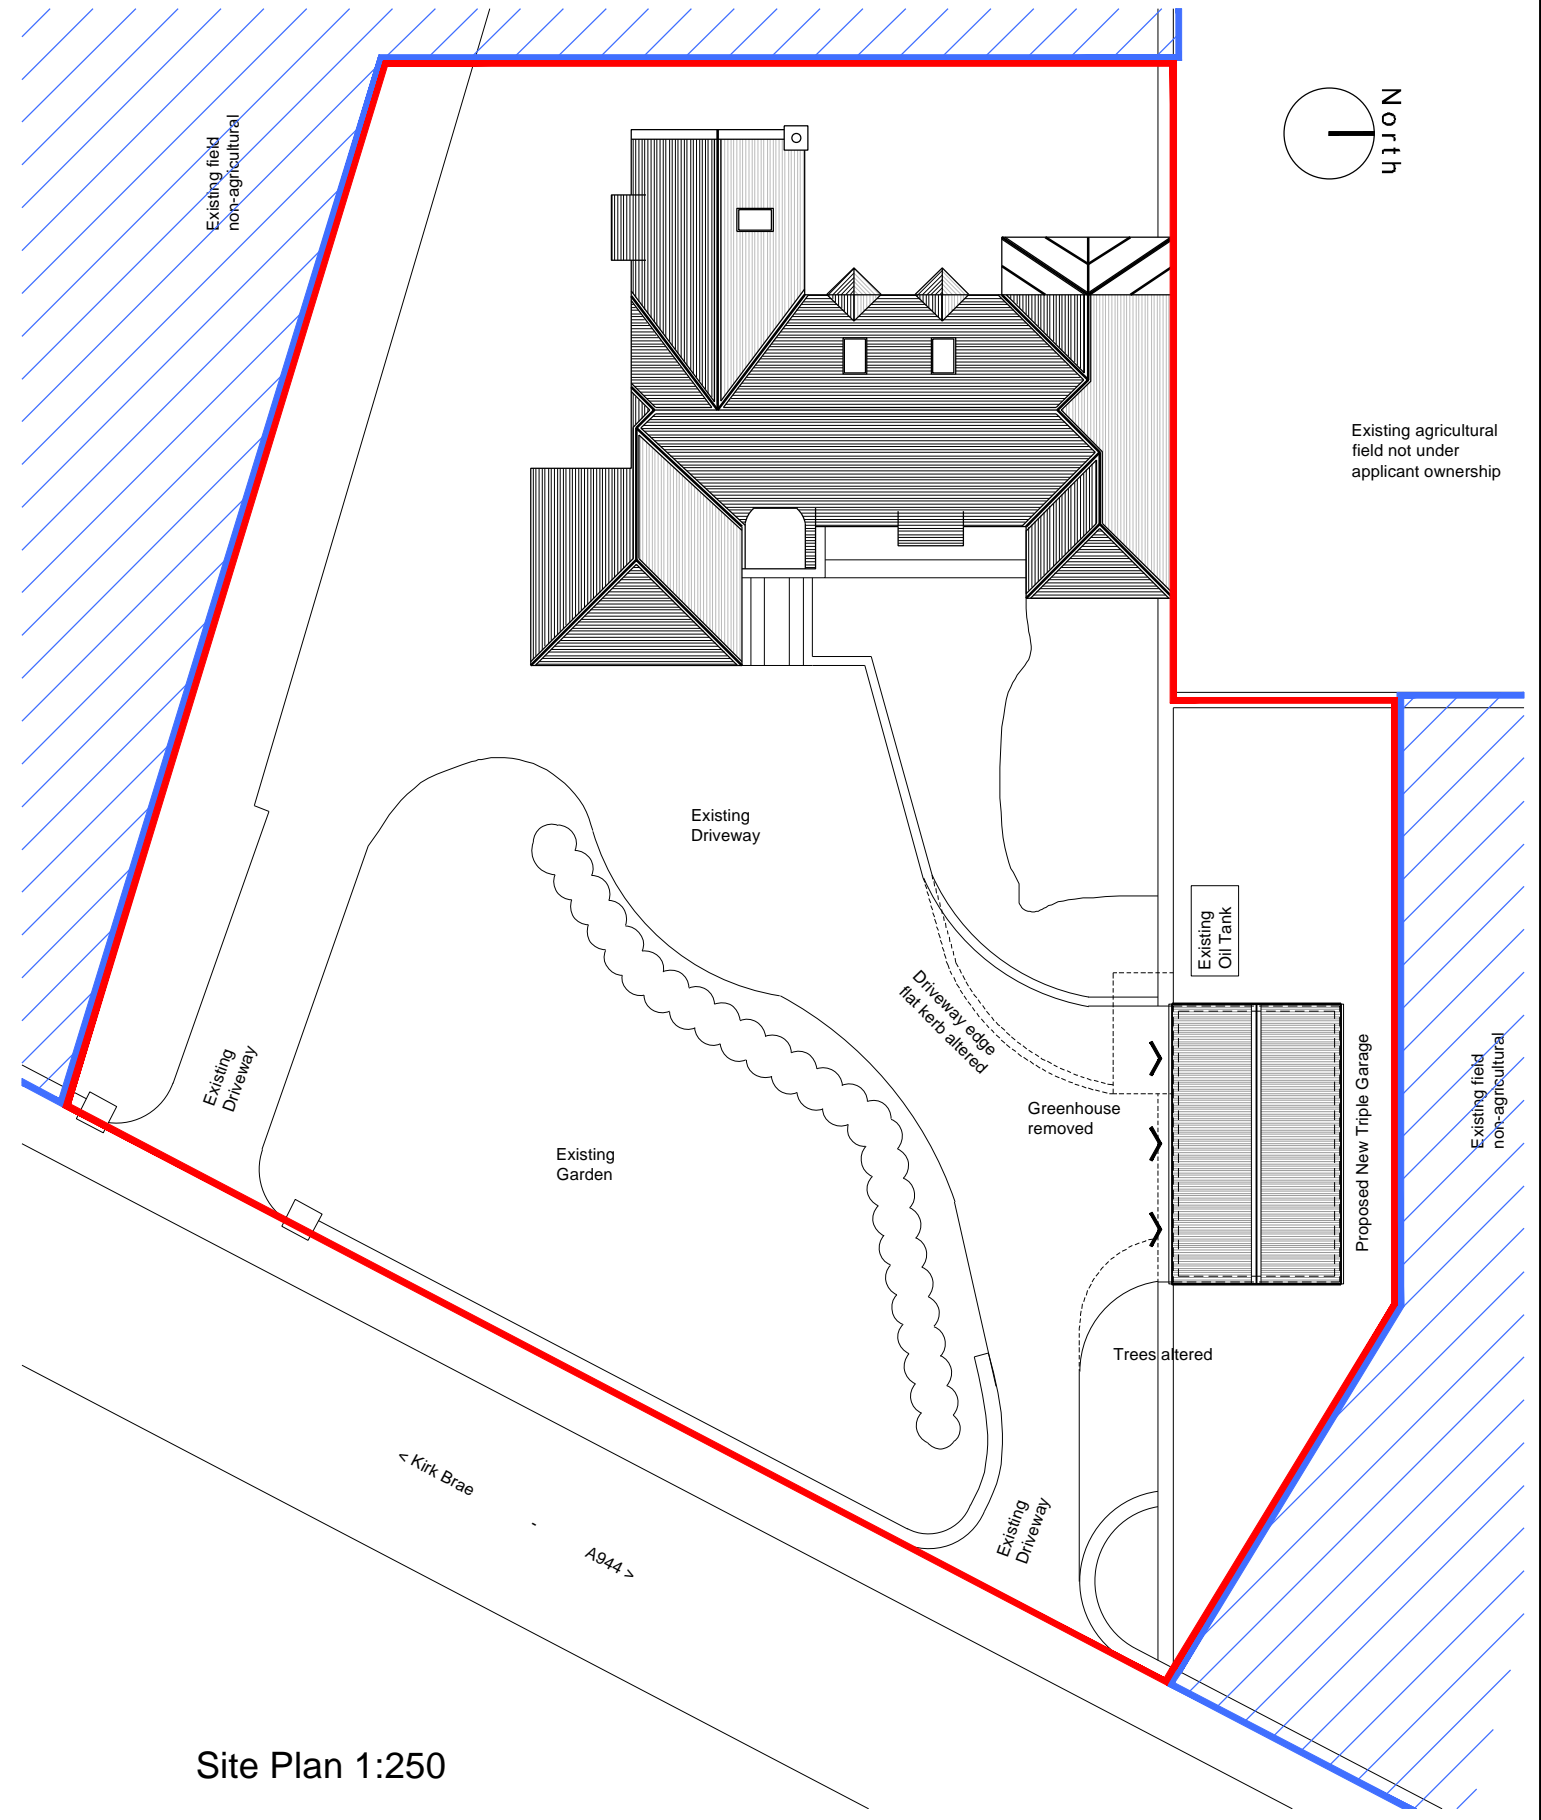 North
Existing field
non-agricultural
Existing agricultural
field not under
applicant ownership
Existing
Driveway
Existing
Oil Tank
Driveway edge
flat kerb altered
Greenhouse
removed
Proposed New Triple Garage
Existing field
non-agricultural
Existing
Driveway
Existing
Garden
Trees altered
Existing
Driveway
< Kirk Brae
-
A944 >
Site Plan 1:250